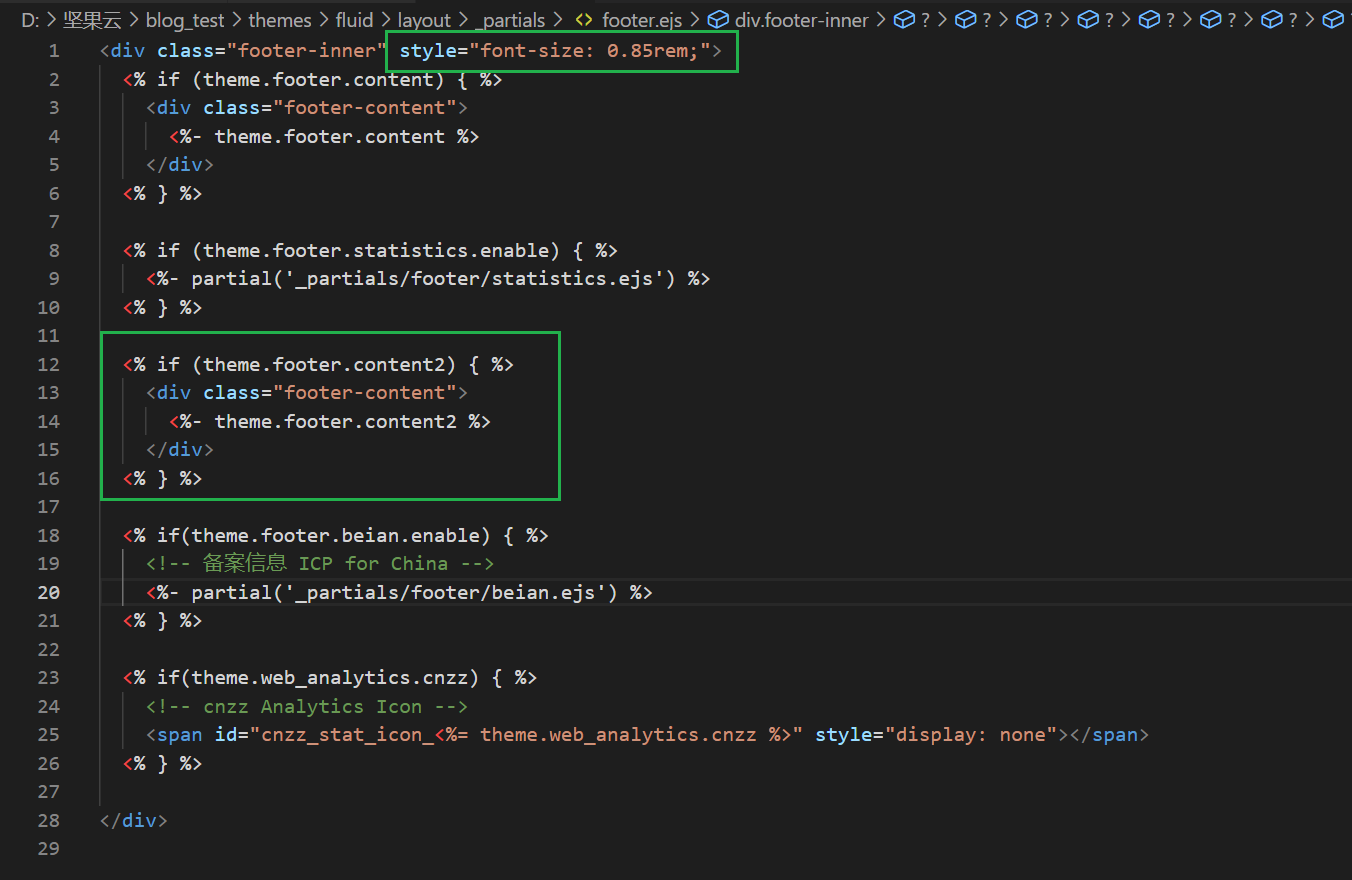 D: > 坚果云 > blog_test > themes > fluid > layout > _partials > <> footer.ejs > div.footer-inner > ? > ? > ? > ? > ? > ? > ? >
1 <div class="footer-inner" style="font-size: 0.85rem;">
2 <% if (theme.footer.content) { %>
3 <div class="footer-content">
4 <%- theme.footer.content %>
5 </div>
6 <% } %>
7
8 <% if (theme.footer.statistics.enable) { %>
9 <%- partial('_partials/footer/statistics.ejs') %>
10 <% } %>
11
12 <% if (theme.footer.content2) { %>
13 <div class="footer-content">
14 <%- theme.footer.content2 %>
15 </div>
16 <% } %>
17
18 <% if(theme.footer.beian.enable) { %>
19 <!-- 备案信息 ICP for China -->
20 <%- partial('_partials/footer/beian.ejs') %>
21 <% } %>
22
23 <% if(theme.web_analytics.cnzz) { %>
24 <!-- cnzz Analytics Icon -->
25 <span id="cnzz_stat_icon_<%= theme.web_analytics.cnzz %>" style="display: none"></span>
26 <% } %>
27
28 </div>
29